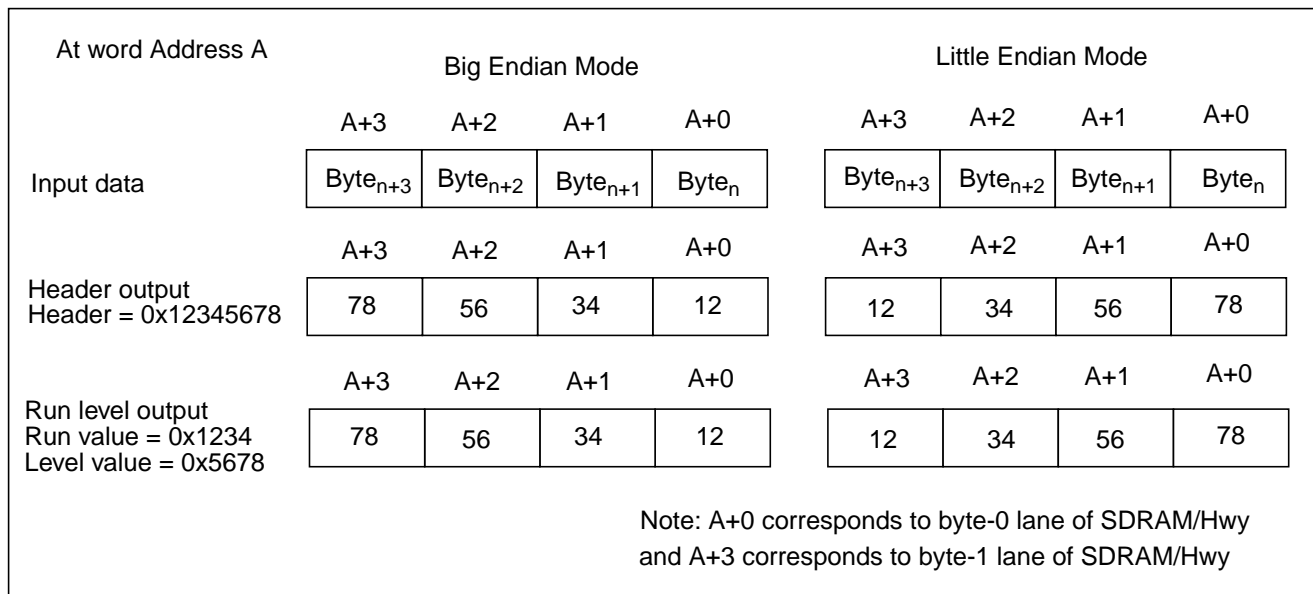 At word Address A
Big Endian Mode Little Endian Mode
A+3 A+2 A+1 A+0 A+3 A+2 A+1 A+0
Input data Byten+3 Byten+2 Byten+1 Byten Byten+3 Byten+2 Byten+1 Byten
A+3 A+2 A+1 A+0 A+3 A+2 A+1 A+0
Header output
Header = 0x12345678 78 56 34 12 12 34 56 78
A+3 A+2 A+1 A+0 A+3 A+2 A+1 A+0
Run level output
Run value = 0x1234 78 56 34 12 12 34 56 78
Level value = 0x5678
Note: A+0 corresponds to byte-0 lane of SDRAM/Hwy
and A+3 corresponds to byte-1 lane of SDRAM/Hwy